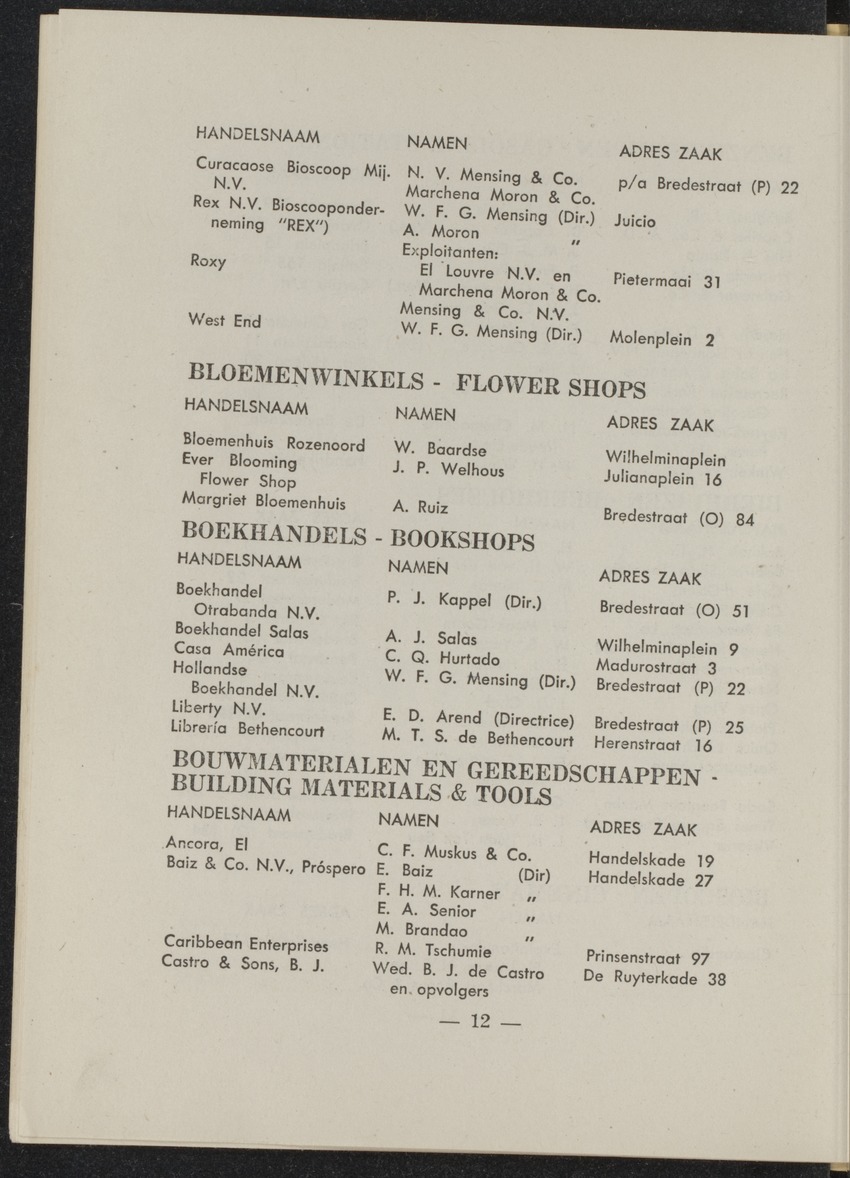 HANDELSNAAM NAMEN ADRES ZAAK
Curacaose Bioscoop Mij. N. V. Mensing & Co. p/a Bredestraat (P) 22
N.V. Marchena Moron & Co.
Rex N.V. Bioscooponder- W. F. G. Mensing (Dir.) Juicio
neming "REX") A. Moron "
Exploitanten:
Roxy El Louvre N.V. en Pietermaai 31
Marchena Moron & Co.
Mensing & Co. N.V.
West End W. F. G. Mensing (Dir.) Molenplein 2
BLOEMENWINKELS - FLOWER SHOPS
HANDELSNAAM NAMEN ADRES ZAAK
Bloemenhuis Rozenoord W. Baardse Wilhelminaplein
Ever Blooming J. P. Welhous Julianaplein 16
Flower Shop
Margriet Bloemenhuis A. Ruiz Bredestraat (O) 84
BOEKHANDELS - BOOKSHOPS
HANDELSNAAM NAMEN ADRES ZAAK
Boekhandel P. J. Kappel (Dir.) Bredestraat (O) 51
Otrabanda N.V.
Boekhandel Salas A. J. Salas Wilhelminaplein 9
Casa América C. Q. Hurtado Madurostraat 3
Hollandse W. F. G. Mensing (Dir.) Bredestraat (P) 22
Boekhandel N.V.
Liberty N.V. E. D. Arend (Directrice) Bredestraat (P) 25
Librería Bethencourt M. T. S. de Bethencourt Herenstraat 16
BOUWMATERIALEN EN GEREEDSCHAPPEN -
BUILDING MATERIALS & TOOLS
HANDELSNAAM NAMEN ADRES ZAAK
Ancora, El C. F. Muskus & Co. Handelskade 19
Baiz & Co. N.V., Próspero E. Baiz (Dir) Handelskade 27
F. H. M. Karner "
E. A. Senior "
M. Brandao "
Caribbean Enterprises R. M. Tschumie Prinsenstraat 97
Castro & Sons, B. J. Wed. B. J. de Castro De Ruyterkade 38
en opvolgers
— 12 —